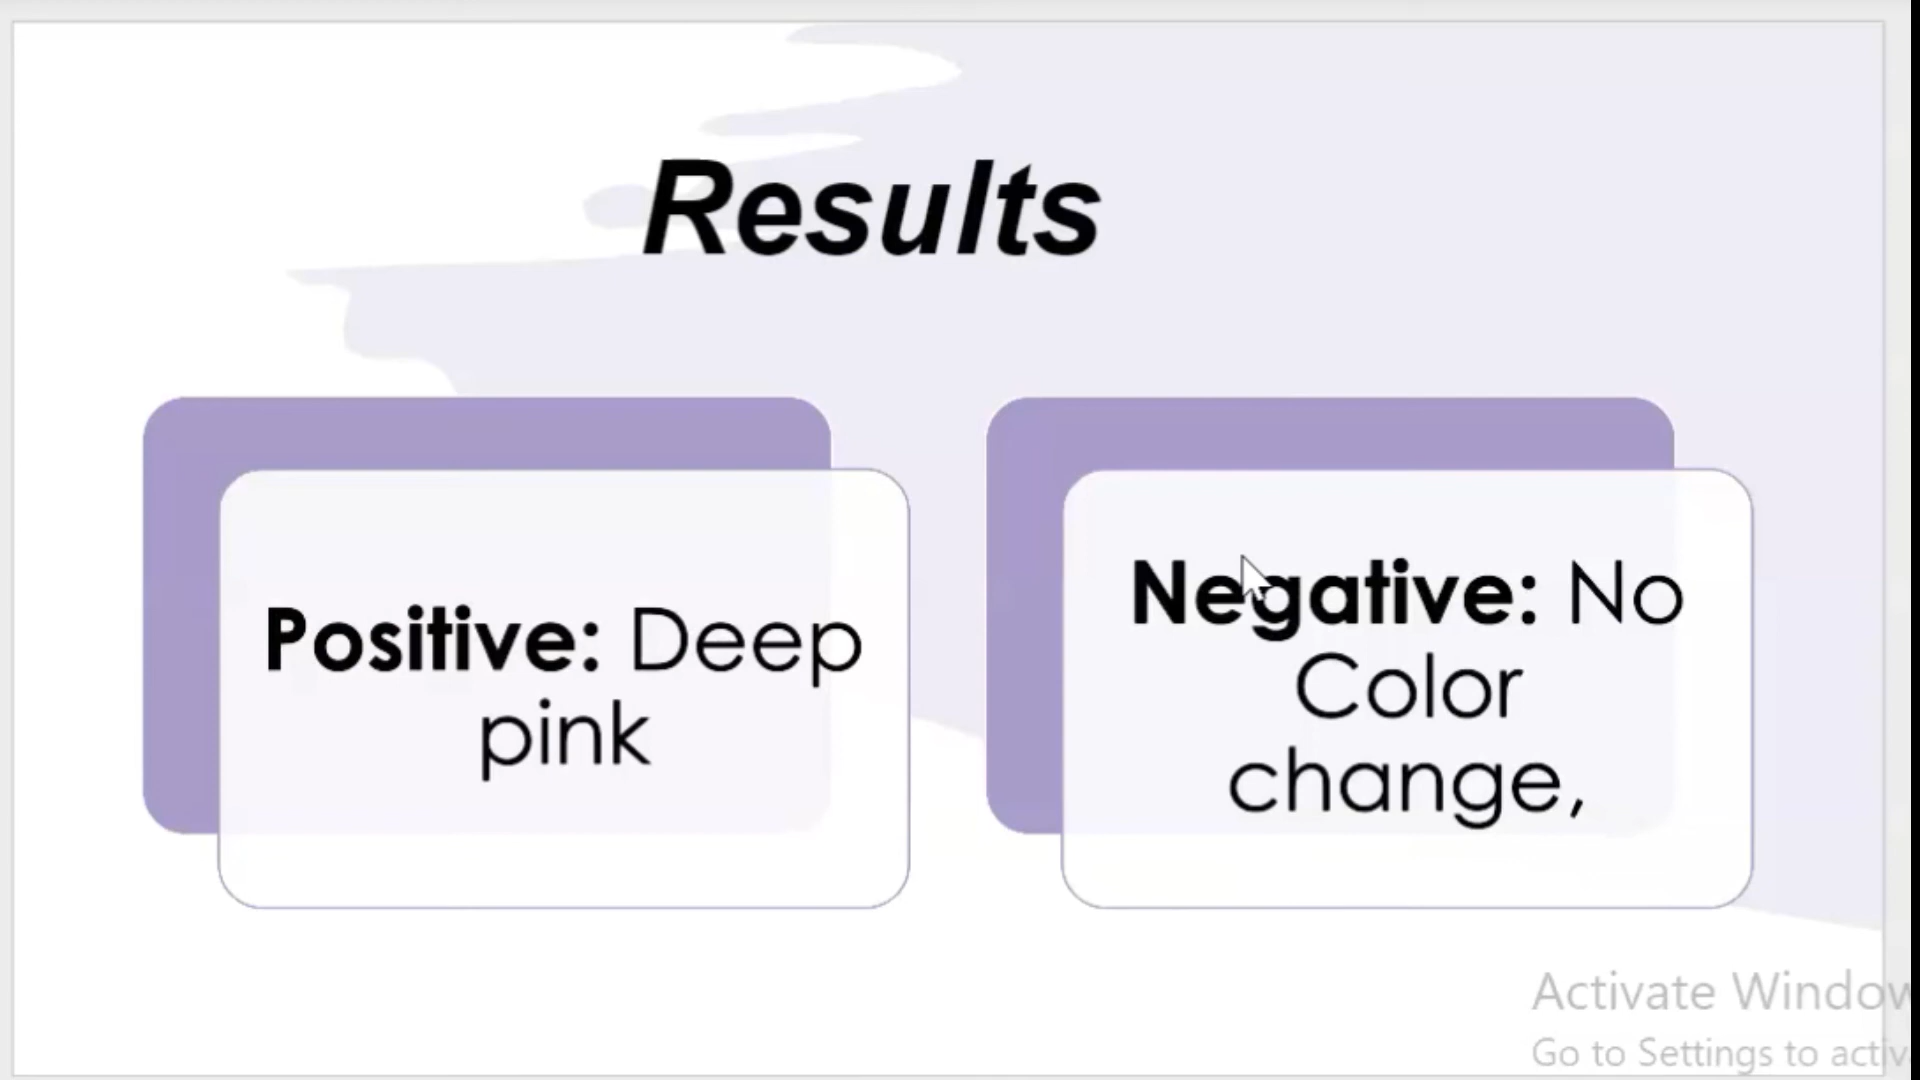 Results
Positive: Deep
pink
Negative: No
Color
change,
Activate Window
Go to Settings to activ